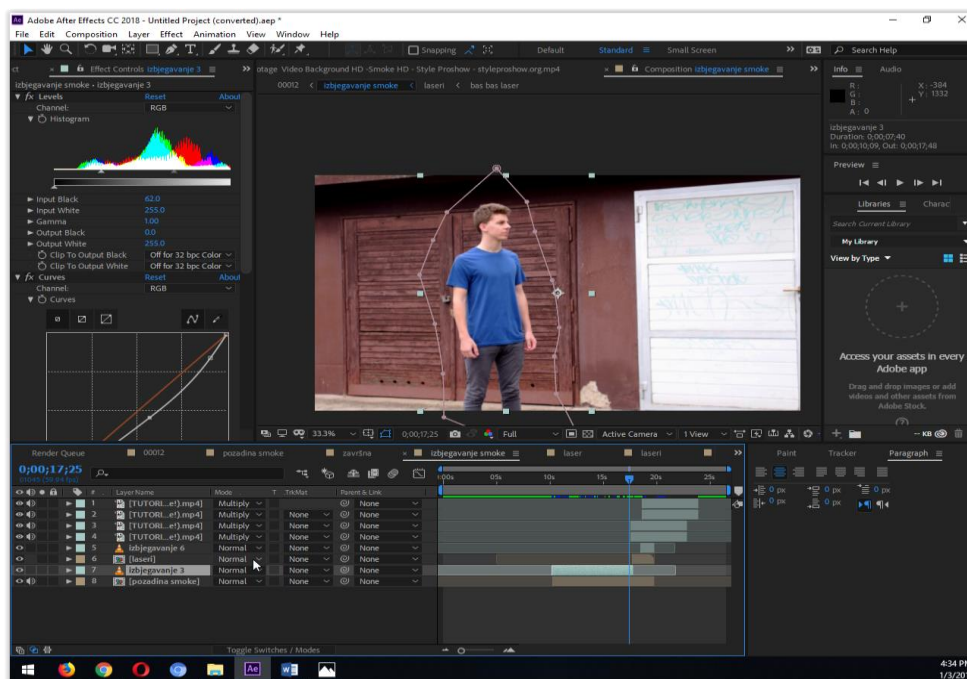 Adobe After Effects CC 2018 - Untitled Project (converted).aep *
File Edit Composition Layer Effect Animation View Window Help
Snapping Default Standard Small Screen Search Help
Effect Controls izbjegavanje 3
izbjegavanje smoke • izbjegavanje 3
fx Levels Reset About
Channel: RGB
Histogram
Input Black 62.0
Input White 255.0
Gamma 1.00
Output Black 0.0
Output White 255.0
Clip To Output Black Off for 32 bpc Color
Clip To Output White Off for 32 bpc Color
fx Curves Reset About
Channel: RGB
Curves
otage Video Background HD -Smoke HD - Style Proshow - styleproshow.org.mp4
Composition izbjegavanje smoke
00012 izbjegavanje smoke laseri bas bas laser
33.3% 0;00;17;25 Full Active Camera 1 View
Info Audio
R: X: -384
G: Y: 1332
B:
A: 0
izbjegavanje 3
Duration: 0;00;07;40
In: 0;00;10;09, Out: 0;00;17;48
Preview
Libraries Charac
Search Current Library
My Library
View by Type
Access your assets in every
Adobe app
Drag and drop images or add
videos and other assets from
Adobe Stock.
-- KB
Render Queue 00012 pozadina smoke završna izbjegavanje smoke laser laseri
0;00;17;25
# Layer Name Mode T TrkMat Parent & Link
1 [TUTORI...e!).mp4] Multiply None
2 [TUTORI...e!).mp4] Multiply None None
3 [TUTORI...e!).mp4] Multiply None None
4 [TUTORI...e!).mp4] Multiply None None
5 izbjegavanje 6 Normal None None
6 [laseri] Normal None None
7 izbjegavanje 3 Normal None None
8 [pozadina smoke] Normal None None
05s 10s 15s 20s 25s
Toggle Switches / Modes
Paint Tracker Paragraph
0 px 0 px 0 px
0 px 0 px
Ae
4:34 PM